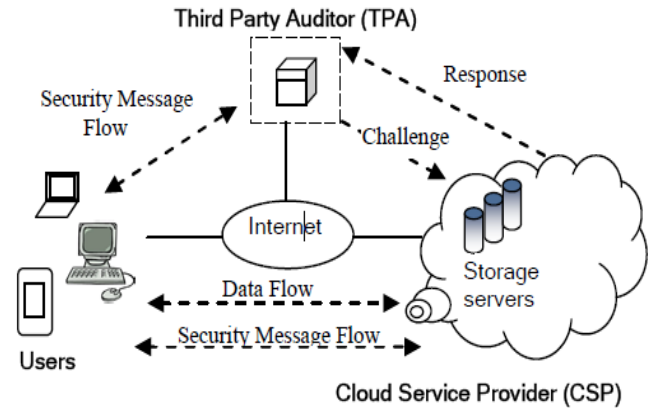 Third Party Auditor (TPA)
Response
Security Message
Flow
Challenge
Internet
Storage
servers
Data Flow
Security Message Flow
Users
Cloud Service Provider (CSP)